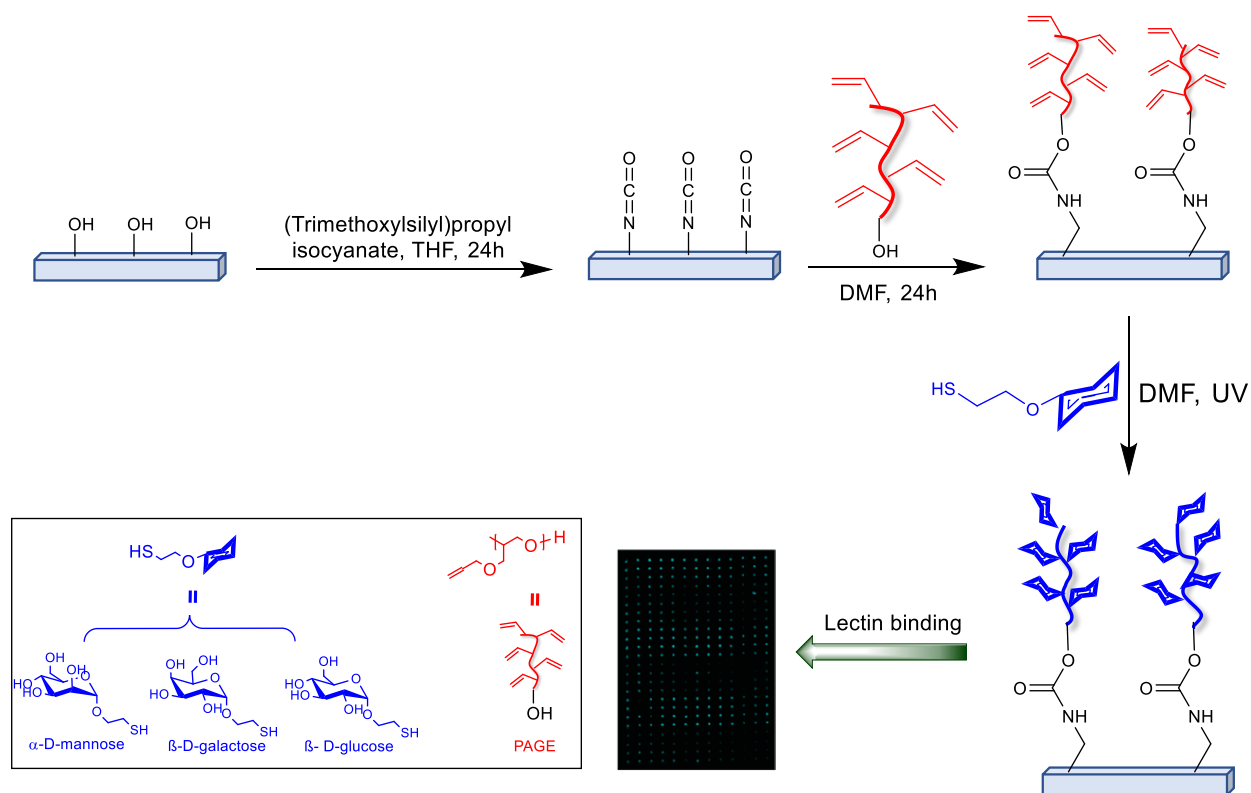 OH
OH
OH
(Trimethoxylsilyl)propyl
isocyanate, THF, 24h
O
C
N
O
C
N
O
C
N
OH
DMF, 24h
O
O
NH
O
O
NH
HS
O
DMF, UV
HS
O
α-D-mannose
HO
OH
OH
HO
HO
O
O
SH
ß-D-galactose
OH
OH
O
HO
OH
O
SH
ß- D-glucose
HO
HO
HO
O
OH
O
SH
O
H
O
OH
PAGE
Lectin binding
O
O
NH
O
O
NH